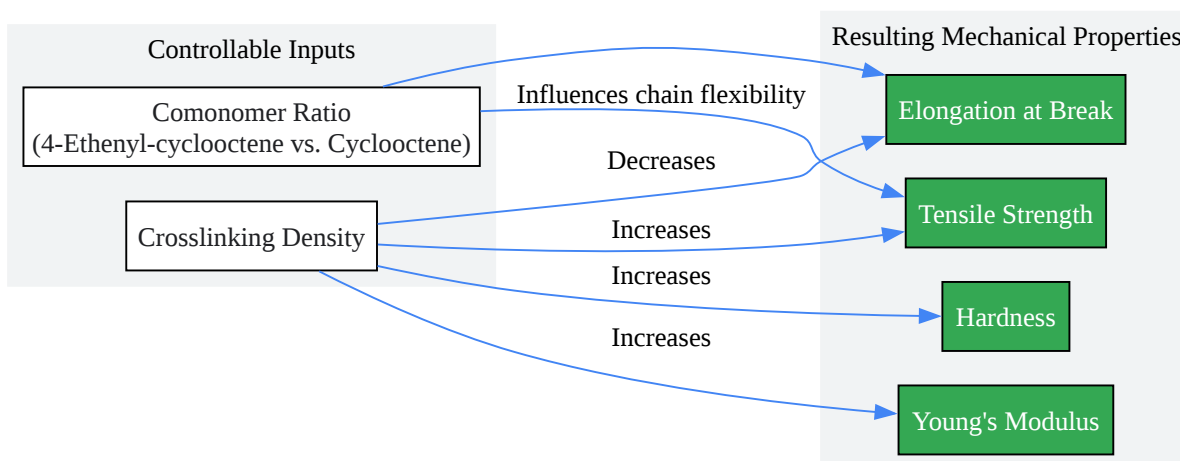 Controllable Inputs
Resulting Mechanical Properties
Comonomer Ratio
(4-Ethenyl-cyclooctene vs. Cyclooctene)
Influences chain flexibility
Elongation at Break
Decreases
Crosslinking Density
Increases
Tensile Strength
Increases
Hardness
Increases
Young's Modulus